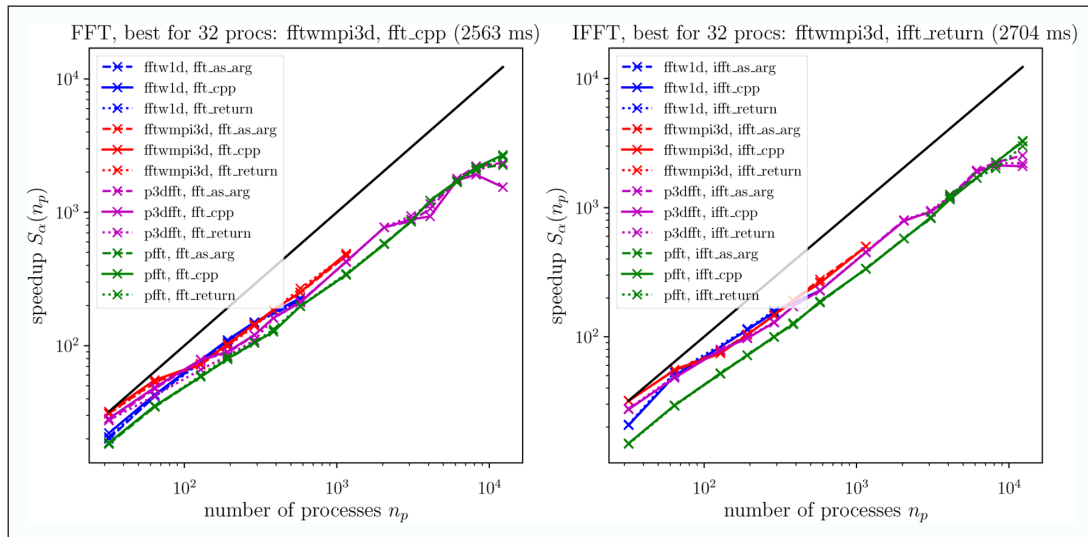 FFT, best for 32 procs: fftwmpi3d, fft_cpp (2563 ms)
10^4
10^3
10^2
speedup S_α(n_p)
fftw1d, fft_as_arg
fftw1d, fft_cpp
fftw1d, fft_return
fftwmpi3d, fft_as_arg
fftwmpi3d, fft_cpp
fftwmpi3d, fft_return
p3dfft, fft_as_arg
p3dfft, fft_cpp
p3dfft, fft_return
pfft, fft_as_arg
pfft, fft_cpp
pfft, fft_return
10^2
10^3
10^4
number of processes n_p
IFFT, best for 32 procs: fftwmpi3d, ifft_return (2704 ms)
10^4
10^3
10^2
speedup S_α(n_p)
fftw1d, ifft_as_arg
fftw1d, ifft_cpp
fftw1d, ifft_return
fftwmpi3d, ifft_as_arg
fftwmpi3d, ifft_cpp
fftwmpi3d, ifft_return
p3dfft, ifft_as_arg
p3dfft, ifft_cpp
p3dfft, ifft_return
pfft, ifft_as_arg
pfft, ifft_cpp
pfft, ifft_return
10^2
10^3
10^4
number of processes n_p